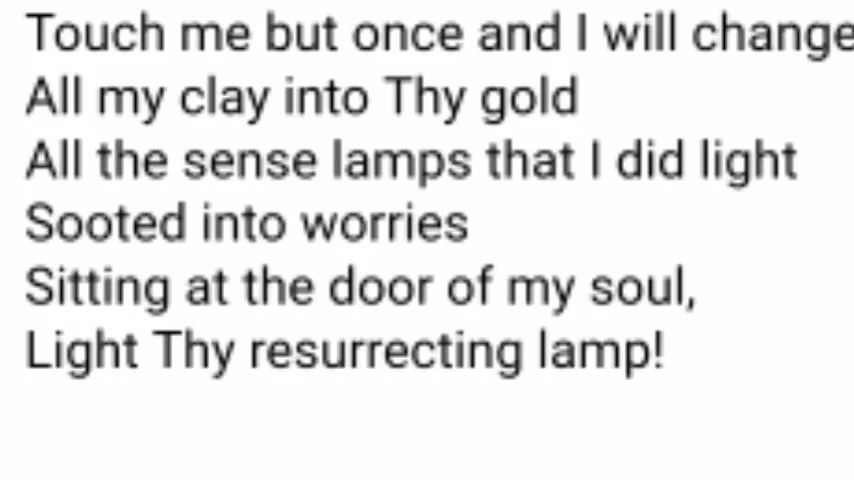 Touch me but once and I will change
All my clay into Thy gold
All the sense lamps that I did light
Sooted into worries
Sitting at the door of my soul,
Light Thy resurrecting lamp!